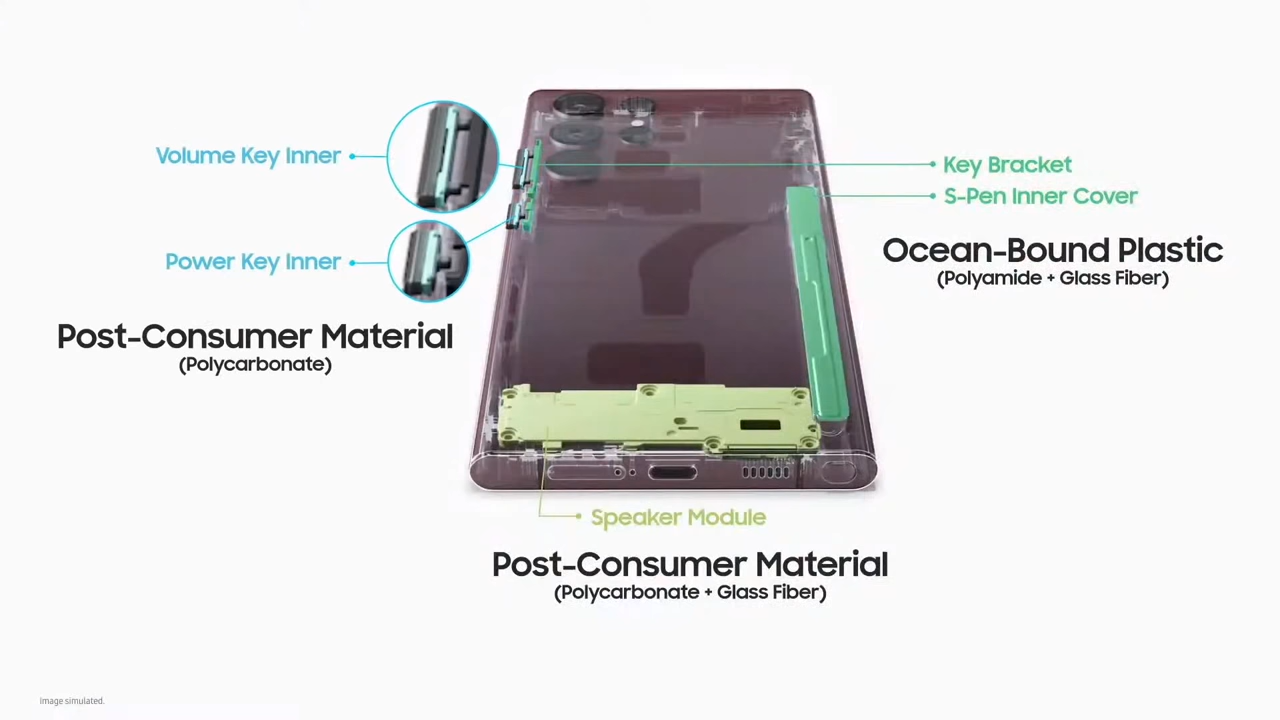 Volume Key Inner
Power Key Inner
Post-Consumer Material
(Polycarbonate)
Key Bracket
S-Pen Inner Cover
Ocean-Bound Plastic
(Polyamide + Glass Fiber)
Speaker Module
Post-Consumer Material
(Polycarbonate + Glass Fiber)
Image simulated.